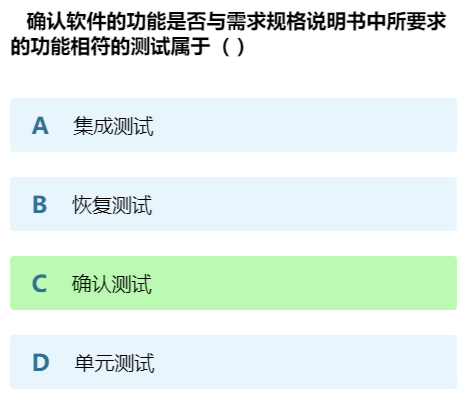 确认软件的功能是否与需求规格说明书中所要求
的功能相符的测试属于（ ）
A 集成测试
B 恢复测试
C 确认测试
D 单元测试